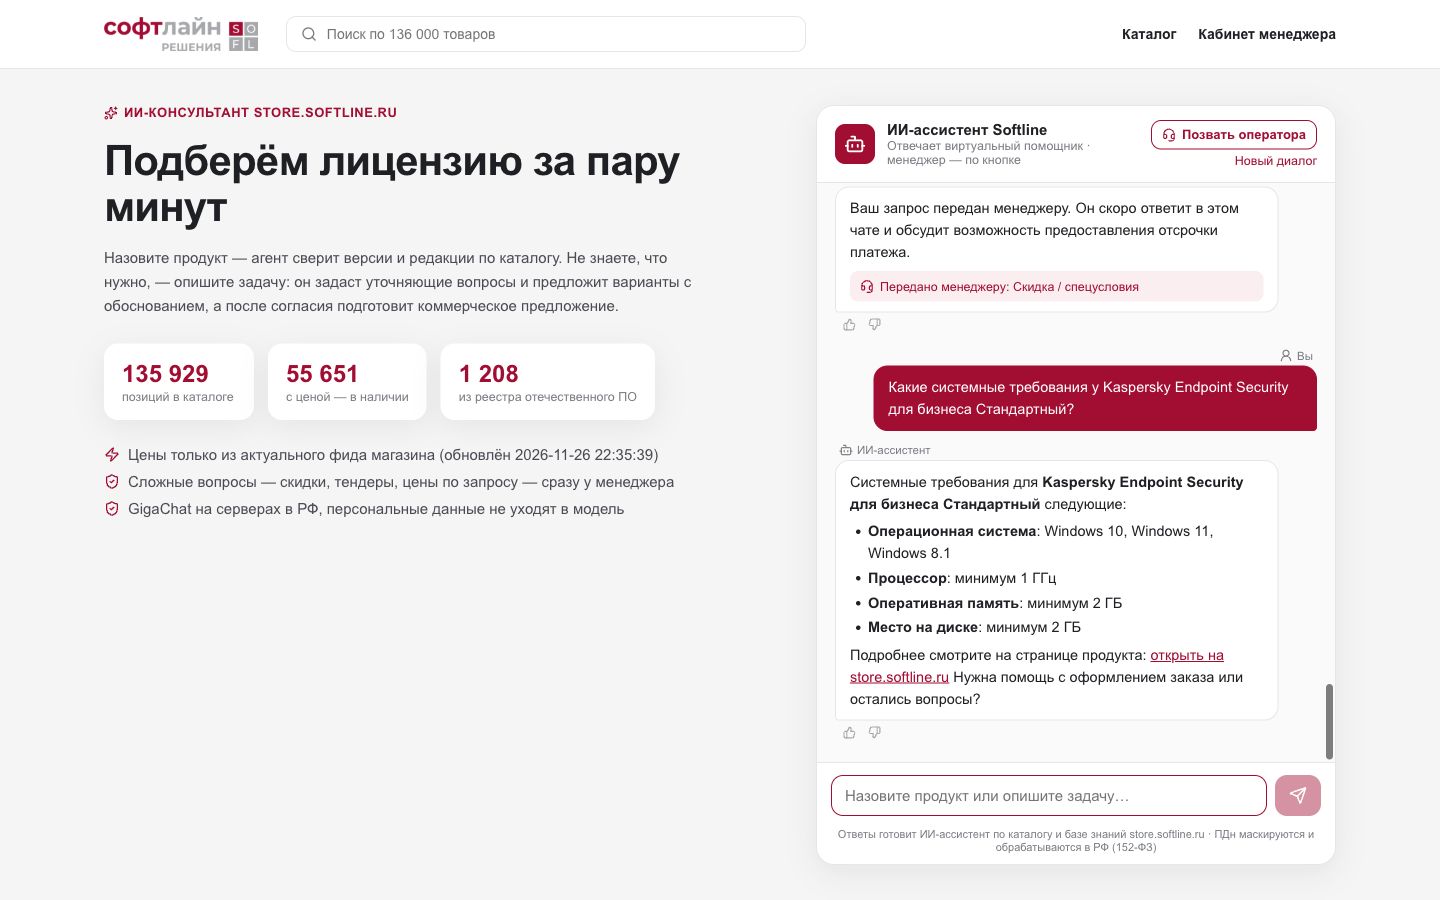 софтлайн
РЕШЕНИЯ
S O
F L
Поиск по 136 000 товаров
Каталог
Кабинет менеджера
ИИ-КОНСУЛЬТАНТ STORE.SOFTLINE.RU
Подберём лицензию за пару
минут
Назовите продукт — агент сверит версии и редакции по каталогу. Не знаете, что
нужно, — опишите задачу: он задаст уточняющие вопросы и предложит варианты с
обоснованием, а после согласия подготовит коммерческое предложение.
135 929
позиций в каталоге
55 651
с ценой — в наличии
1 208
из реестра отечественного ПО
Цены только из актуального фида магазина (обновлён 2026-11-26 22:35:39)
Сложные вопросы — скидки, тендеры, цены по запросу — сразу у менеджера
GigaChat на серверах в РФ, персональные данные не уходят в модель
ИИ-ассистент Softline
Отвечает виртуальный помощник ·
менеджер — по кнопке
Позвать оператора
Новый диалог
Ваш запрос передан менеджеру. Он скоро ответит в этом
чате и обсудит возможность предоставления отсрочки
платежа.
Передано менеджеру: Скидка / спецусловия
Вы
Какие системные требования у Kaspersky Endpoint Security
для бизнеса Стандартный?
ИИ-ассистент
Системные требования для Kaspersky Endpoint Security
для бизнеса Стандартный следующие:
• Операционная система: Windows 10, Windows 11,
Windows 8.1
• Процессор: минимум 1 ГГц
• Оперативная память: минимум 2 ГБ
• Место на диске: минимум 2 ГБ
Подробнее смотрите на странице продукта: открыть на
store.softline.ru Нужна помощь с оформлением заказа или
остались вопросы?
Назовите продукт или опишите задачу…
Ответы готовит ИИ-ассистент по каталогу и базе знаний store.softline.ru · ПДн маскируются и
обрабатываются в РФ (152-ФЗ)